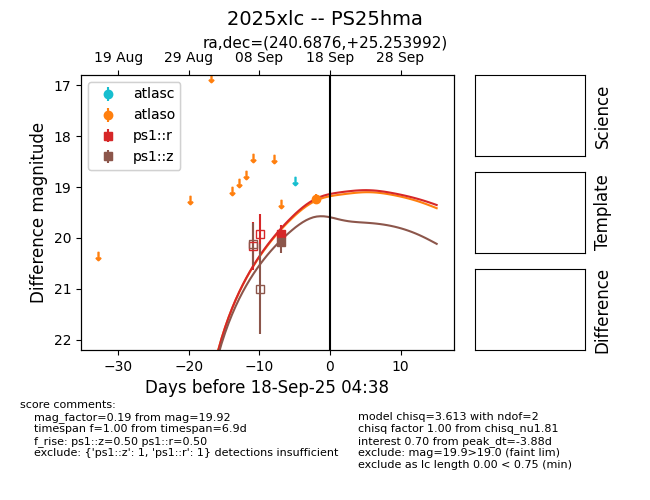 2025xlc -- PS25hma
ra,dec=(240.6876,+25.253992)
19 Aug 29 Aug 08 Sep 18 Sep 28 Sep
17
18
19
20
21
22
Difference magnitude
atlasc
atlaso
ps1::r
ps1::z
−30 −20 −10 0 10
Days before 18-Sep-25 04:38
Science
Template
Difference
score comments:
mag_factor=0.19 from mag=19.92
timespan f=1.00 from timespan=6.9d
f_rise: ps1::z=0.50 ps1::r=0.50
exclude: {'ps1::z': 1, 'ps1::r': 1} detections insufficient
model chisq=3.613 with ndof=2
chisq factor 1.00 from chisq_nu1.81
interest 0.70 from peak_dt=-3.88d
exclude: mag=19.9>19.0 (faint lim)
exclude as lc length 0.00 < 0.75 (min)